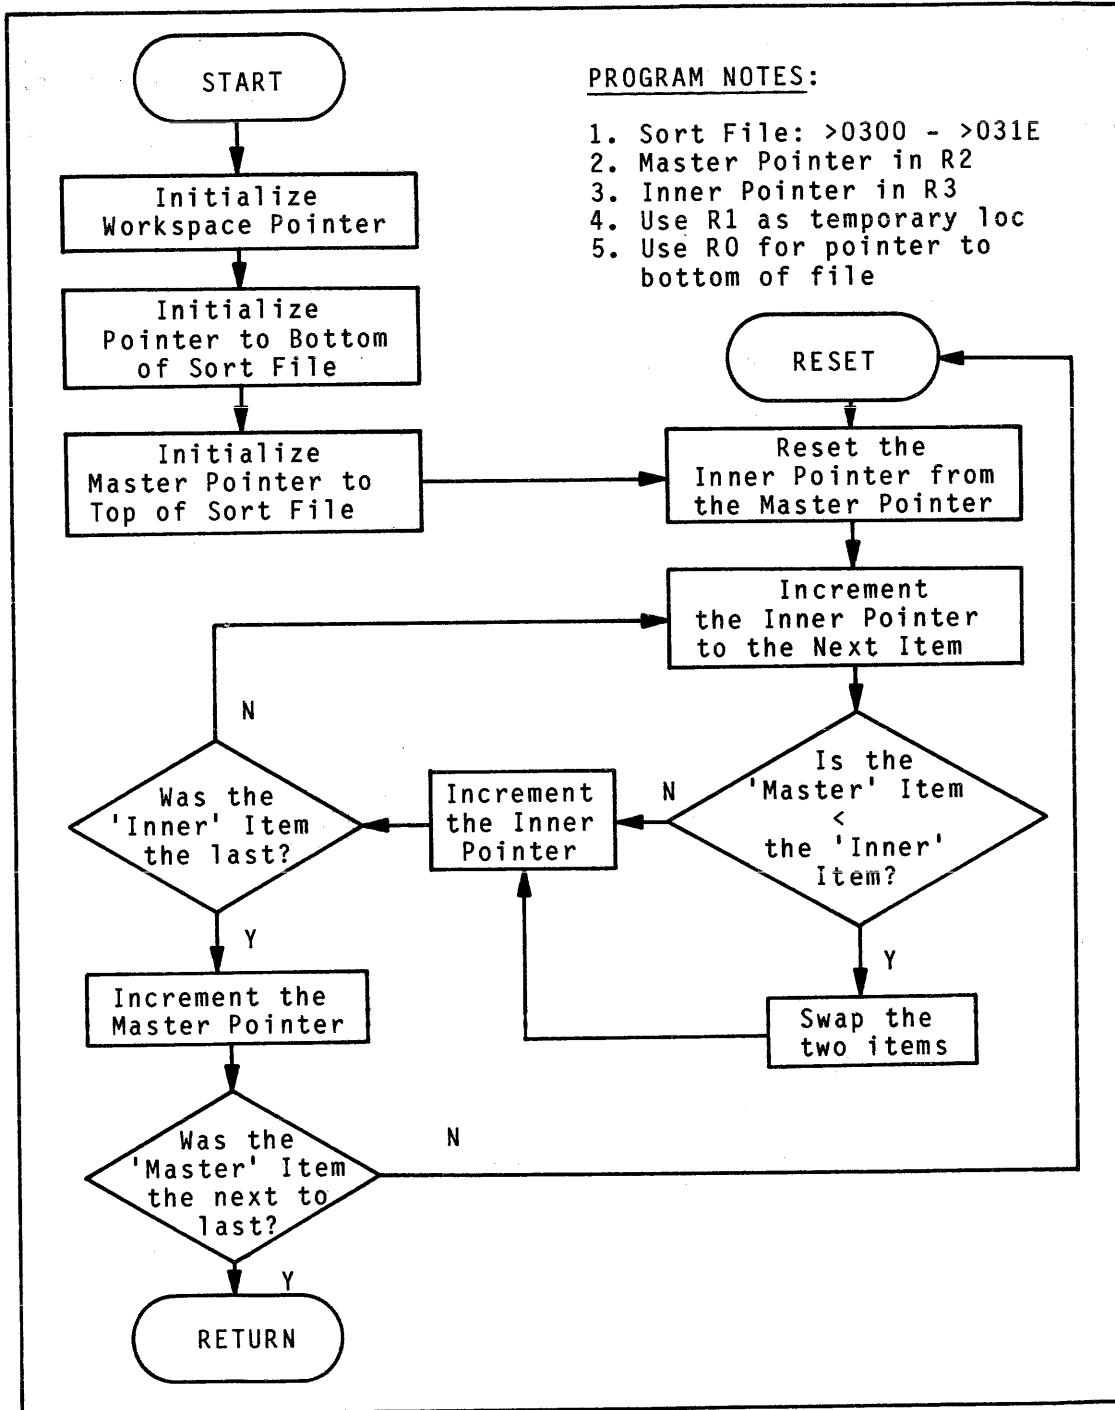 START
Initialize
Workspace Pointer
Initialize
Pointer to Bottom
of Sort File
Initialize
Master Pointer to
Top of Sort File
PROGRAM NOTES:
1. Sort File: >0300 - >031E
2. Master Pointer in R2
3. Inner Pointer in R3
4. Use R1 as temporary loc
5. Use R0 for pointer to
bottom of file
RESET
Reset the
Inner Pointer from
the Master Pointer
Increment
the Inner Pointer
to the Next Item
Is the
'Master' Item
<
the 'Inner'
Item?
N
Y
Swap the
two items
Increment
the Inner
Pointer
Was the
'Inner' Item
the last?
N
Y
Increment the
Master Pointer
Was the
'Master' Item
the next to
last?
N
Y
RETURN